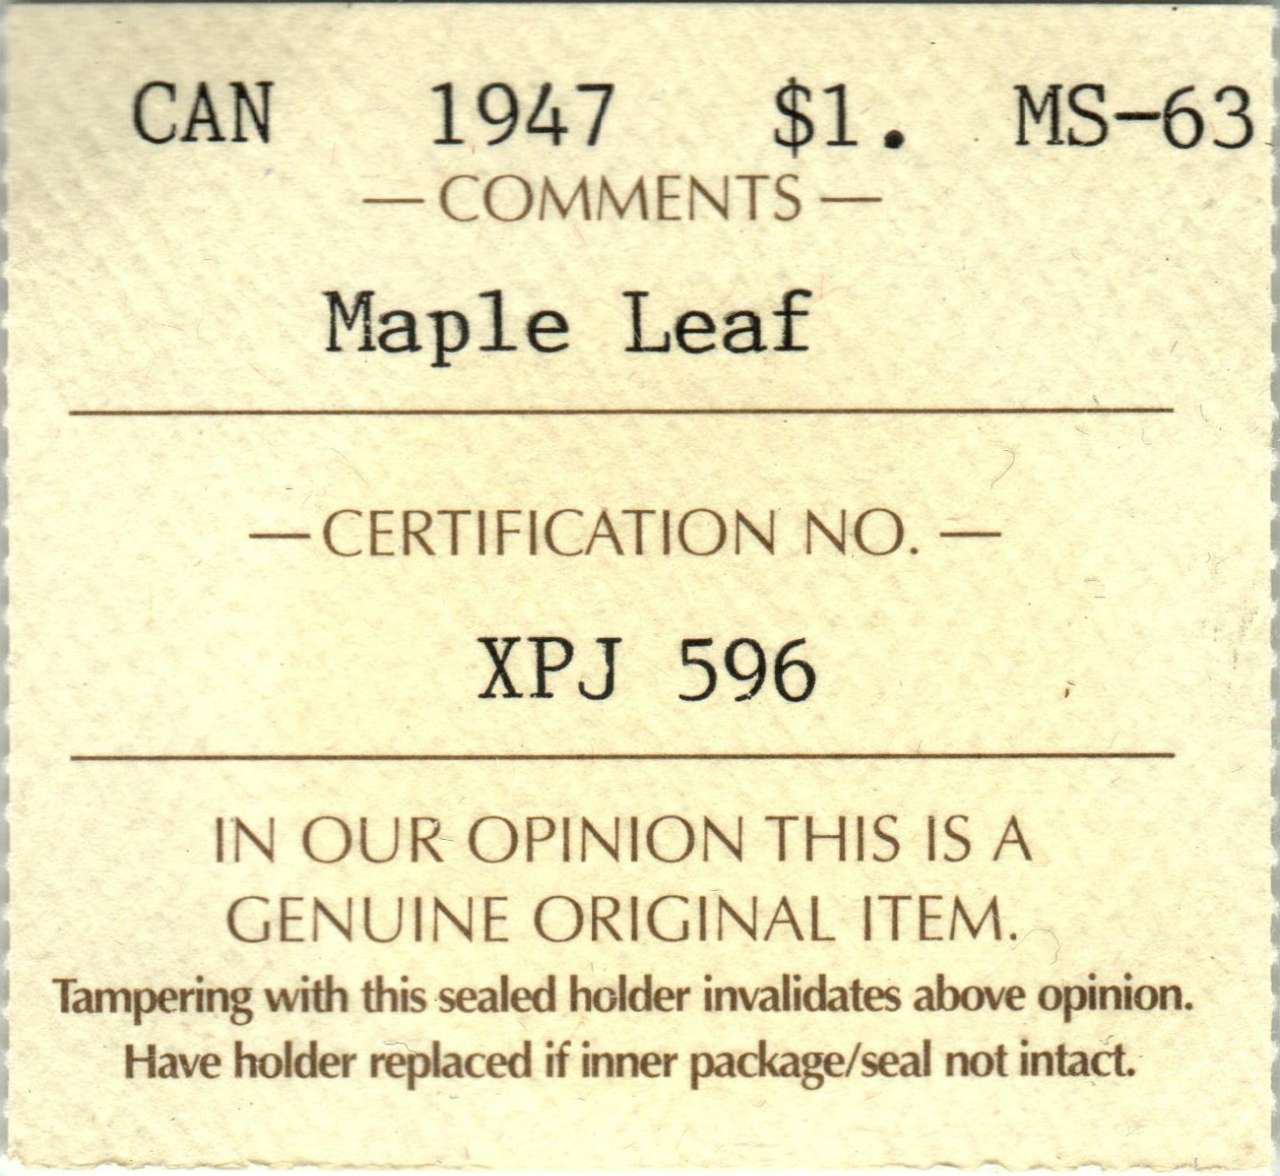 CAN 1947 $1. MS-63
— COMMENTS —
Maple Leaf
— CERTIFICATION NO. —
XPJ 596
IN OUR OPINION THIS IS A
GENUINE ORIGINAL ITEM.
Tampering with this sealed holder invalidates above opinion.
Have holder replaced if inner package/seal not intact.